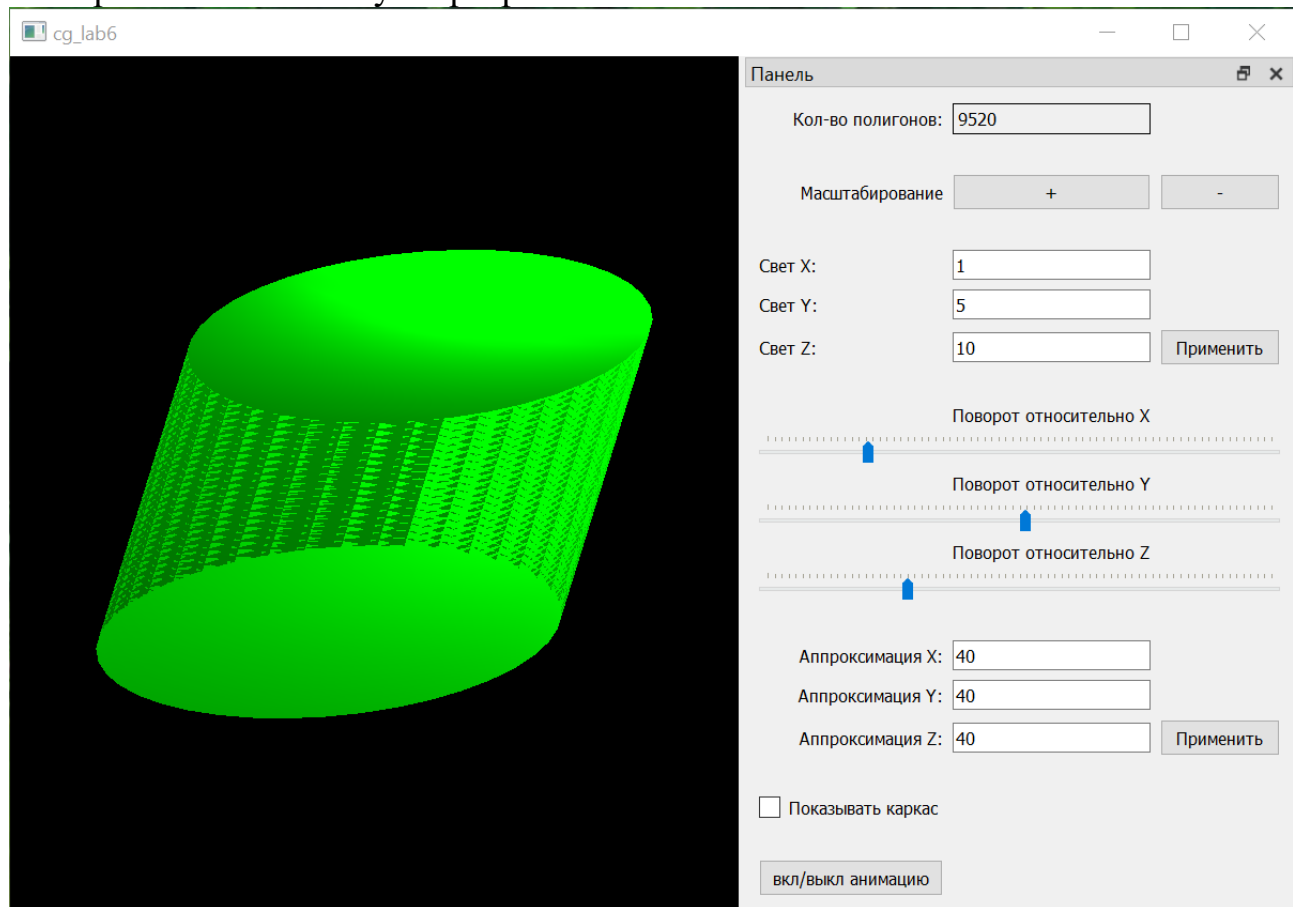 cg_lab6
Панель
Кол-во полигонов: 9520
Масштабирование + -
Свет X: 1
Свет Y: 5
Свет Z: 10 Применить
Поворот относительно X
Поворот относительно Y
Поворот относительно Z
Аппроксимация X: 40
Аппроксимация Y: 40
Аппроксимация Z: 40 Применить
Показывать каркас
вкл/выкл анимацию